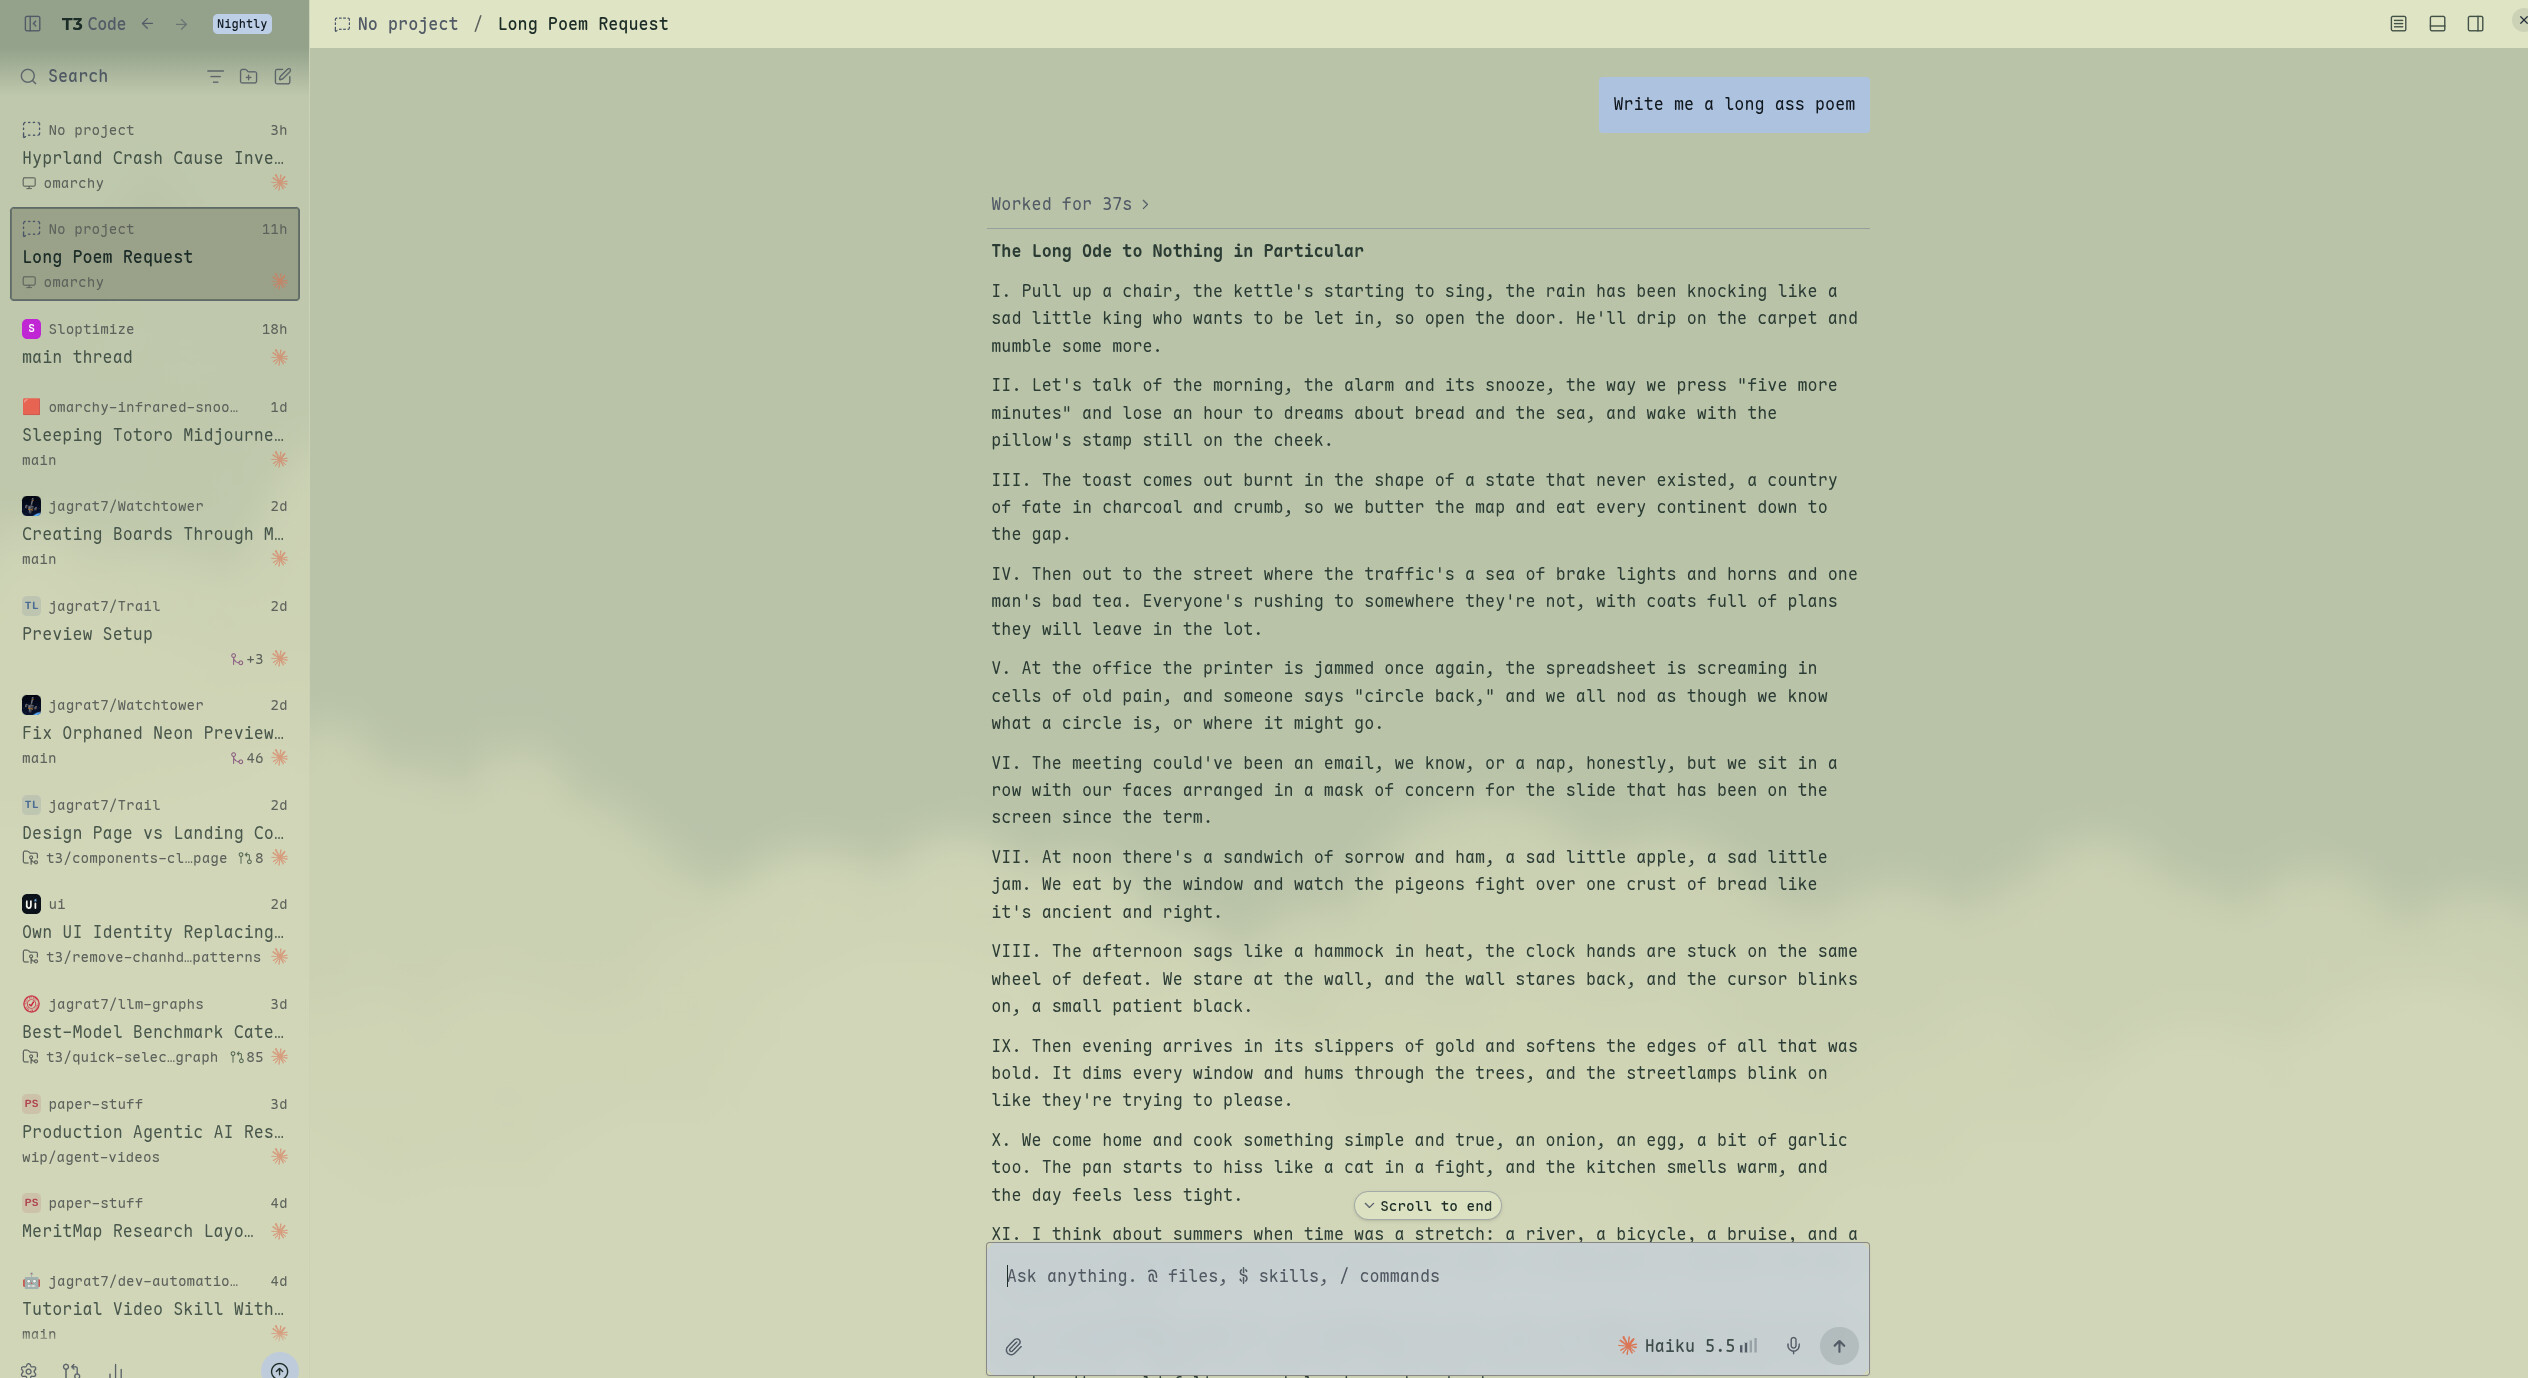 T3 Code
Nightly
No project / Long Poem Request
Search
No project 3h
Hyprland Crash Cause Inve…
omarchy
No project 11h
Long Poem Request
omarchy
S Sloptimize 18h
main thread
omarchy-infrared-snoo… 1d
Sleeping Totoro Midjourne…
main
jagrat7/Watchtower 2d
Creating Boards Through M…
main
TL jagrat7/Trail 2d
Preview Setup
+3
jagrat7/Watchtower 2d
Fix Orphaned Neon Preview…
main 46
TL jagrat7/Trail 2d
Design Page vs Landing Co…
t3/components-cl…page 8
Ui ui 2d
Own UI Identity Replacing…
t3/remove-chanhd…patterns
jagrat7/llm-graphs 3d
Best-Model Benchmark Cate…
t3/quick-selec…graph 85
PS paper-stuff 3d
Production Agentic AI Res…
wip/agent-videos
PS paper-stuff 4d
MeritMap Research Layo…
jagrat7/dev-automatio… 4d
Tutorial Video Skill With…
main
Write me a long ass poem
Worked for 37s >
The Long Ode to Nothing in Particular
I. Pull up a chair, the kettle's starting to sing, the rain has been knocking like a
sad little king who wants to be let in, so open the door. He'll drip on the carpet and
mumble some more.
II. Let's talk of the morning, the alarm and its snooze, the way we press "five more
minutes" and lose an hour to dreams about bread and the sea, and wake with the
pillow's stamp still on the cheek.
III. The toast comes out burnt in the shape of a state that never existed, a country
of fate in charcoal and crumb, so we butter the map and eat every continent down to
the gap.
IV. Then out to the street where the traffic's a sea of brake lights and horns and one
man's bad tea. Everyone's rushing to somewhere they're not, with coats full of plans
they will leave in the lot.
V. At the office the printer is jammed once again, the spreadsheet is screaming in
cells of old pain, and someone says "circle back," and we all nod as though we know
what a circle is, or where it might go.
VI. The meeting could've been an email, we know, or a nap, honestly, but we sit in a
row with our faces arranged in a mask of concern for the slide that has been on the
screen since the term.
VII. At noon there's a sandwich of sorrow and ham, a sad little apple, a sad little
jam. We eat by the window and watch the pigeons fight over one crust of bread like
it's ancient and right.
VIII. The afternoon sags like a hammock in heat, the clock hands are stuck on the same
wheel of defeat. We stare at the wall, and the wall stares back, and the cursor blinks
on, a small patient black.
IX. Then evening arrives in its slippers of gold and softens the edges of all that was
bold. It dims every window and hums through the trees, and the streetlamps blink on
like they're trying to please.
X. We come home and cook something simple and true, an onion, an egg, a bit of garlic
too. The pan starts to hiss like a cat in a fight, and the kitchen smells warm, and
the day feels less tight.
XI. I think about summers when time was a stretch: a river, a bicycle, a bruise, and a
Scroll to end
Ask anything. @ files, $ skills, / commands
Haiku 5.5